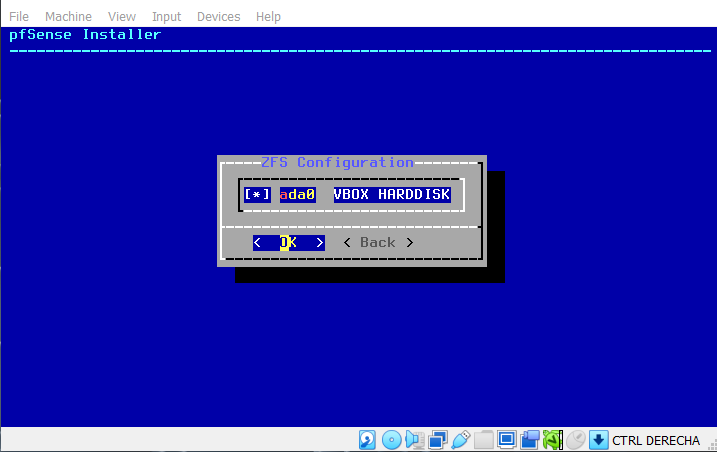 File Machine View Input Devices Help
pfSense Installer
ZFS Configuration
[*] ada0 VBOX HARDDISK
< OK > < Back >
CTRL DERECHA